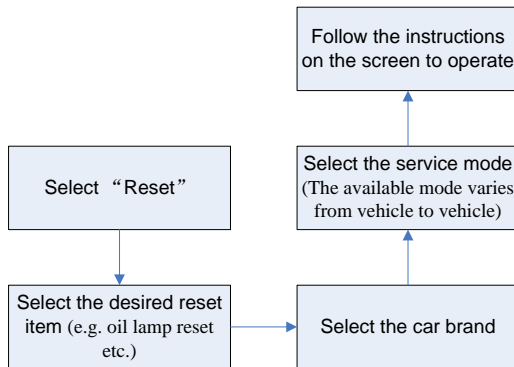 Select “Reset”
Select the desired reset
item (e.g. oil lamp reset
etc.)
Select the car brand
Select the service mode
(The available mode varies
from vehicle to vehicle)
Follow the instructions
on the screen to operate